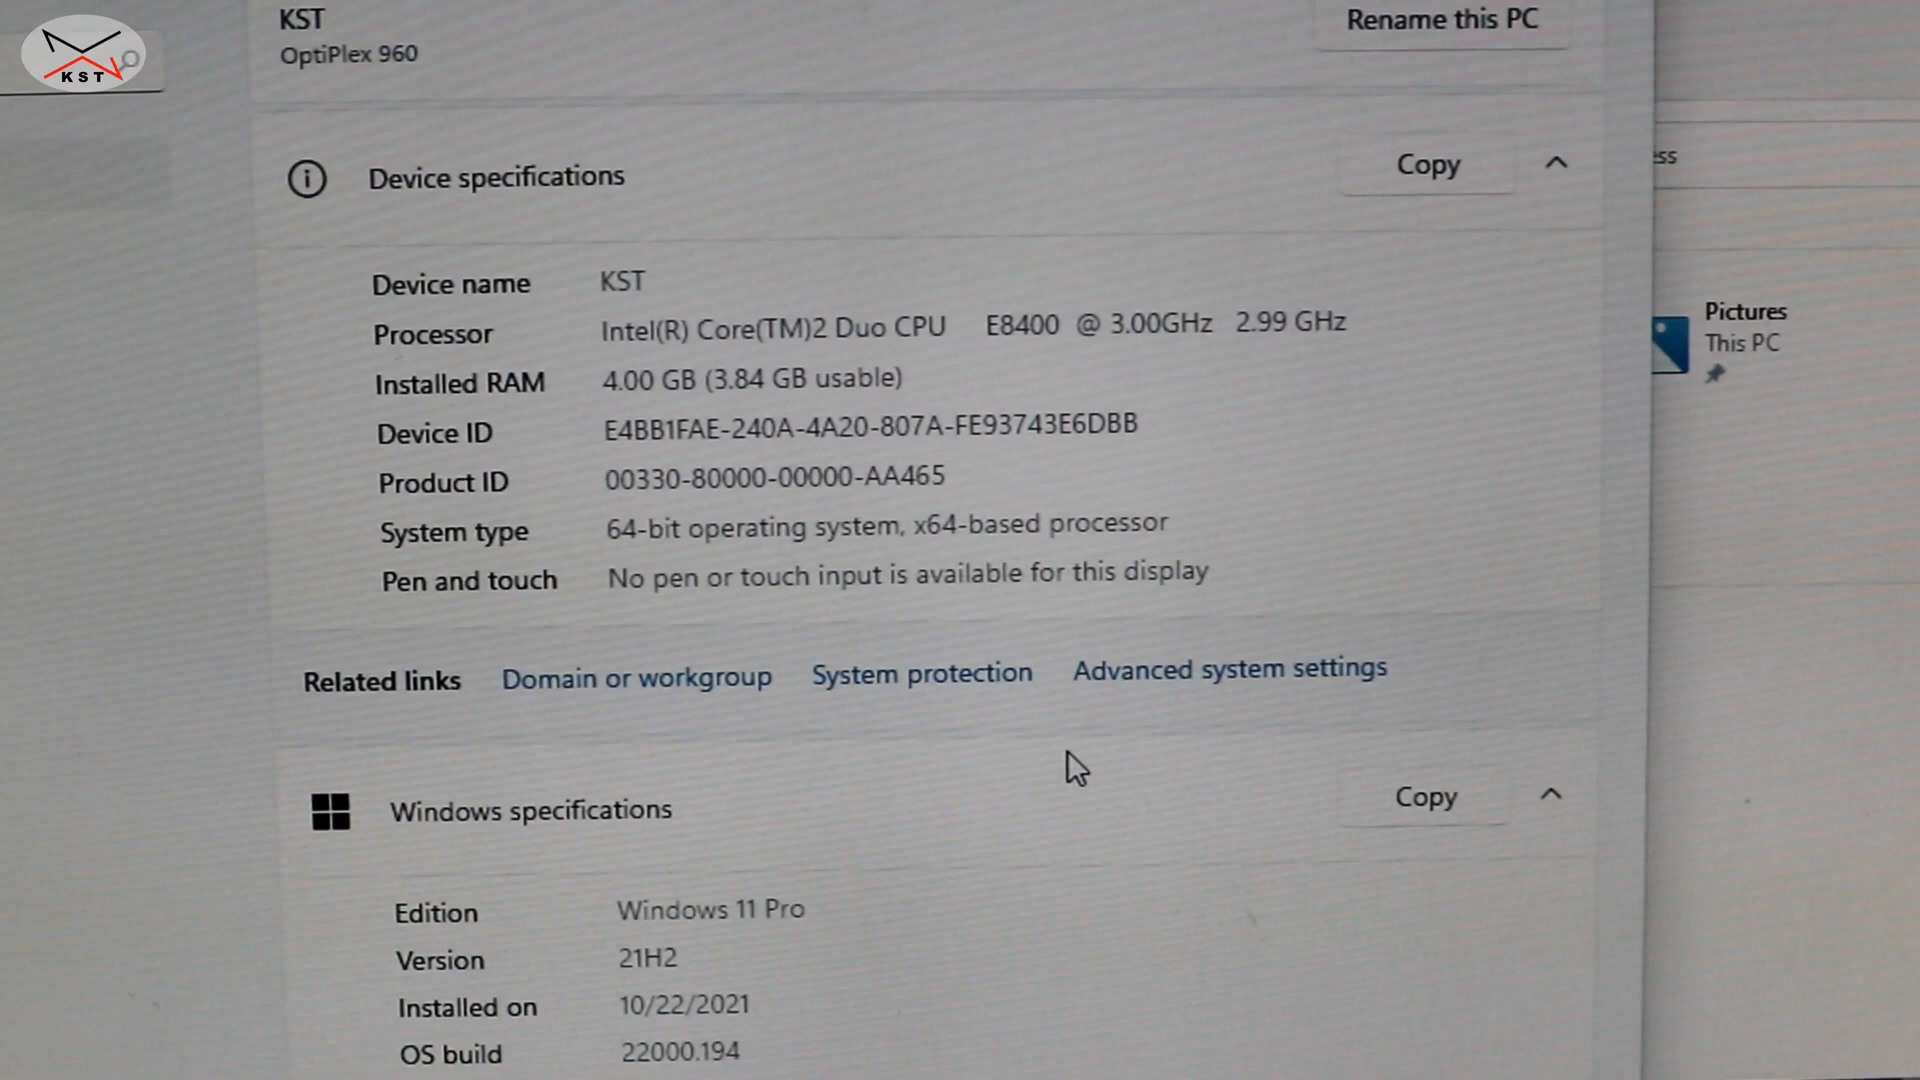 KST
KST
OptiPlex 960
Rename this PC
Device specifications
Copy
Device name KST
Processor Intel(R) Core(TM)2 Duo CPU E8400 @ 3.00GHz 2.99 GHz
Installed RAM 4.00 GB (3.84 GB usable)
Device ID E4BB1FAE-240A-4A20-807A-FE93743E6DBB
Product ID 00330-80000-00000-AA465
System type 64-bit operating system, x64-based processor
Pen and touch No pen or touch input is available for this display
Related links Domain or workgroup System protection Advanced system settings
Windows specifications
Copy
Edition Windows 11 Pro
Version 21H2
Installed on 10/22/2021
OS build 22000.194
Pictures
This PC